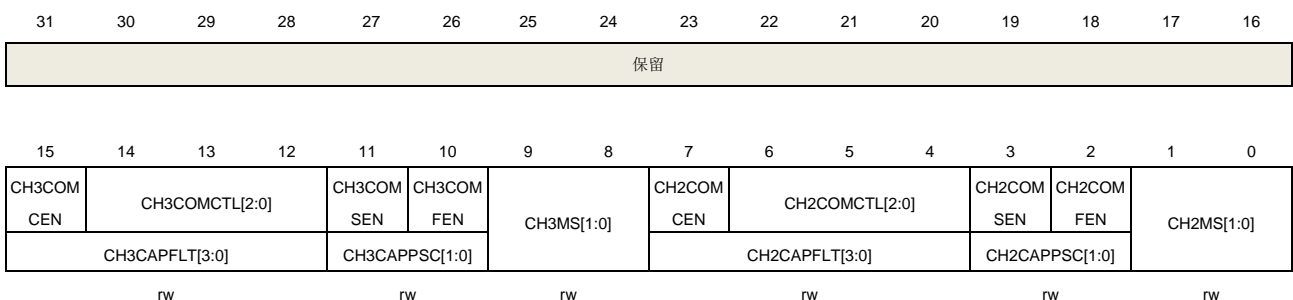 31 30 29 28 27 26 25 24 23 22 21 20 19 18 17 16
保留
15 14 13 12 11 10 9 8 7 6 5 4 3 2 1 0
CH3COM CEN CH3COMCTL[2:0] CH3COM SEN CH3COM FEN CH3MS[1:0] CH2COM CEN CH2COMCTL[2:0] CH2COM SEN CH2COM FEN CH2MS[1:0]
CH3CAPFLT[3:0] CH3CAPPSC[1:0] CH2CAPFLT[3:0] CH2CAPPSC[1:0]
rw rw rw rw rw rw